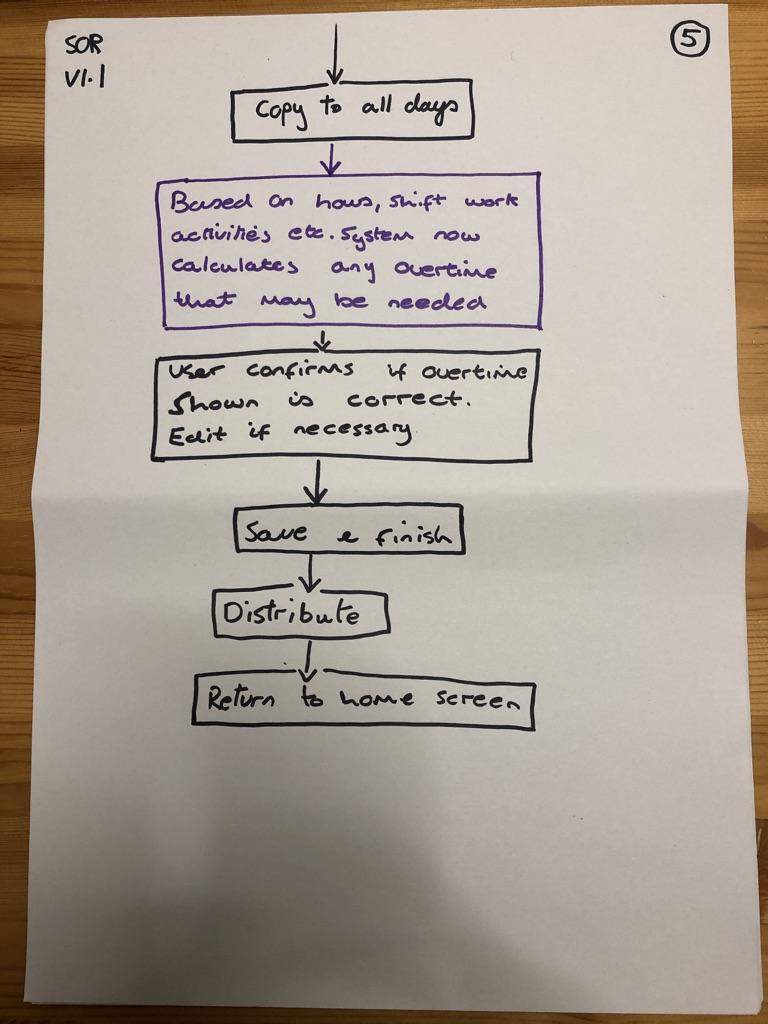 SOR
V1.1
5
Copy to all days
Based on hours, shift work
activities etc. System now
calculates any overtime
that may be needed
User confirms if overtime
Shown is correct.
Edit if necessary
Save & finish
Distribute
Return to home screen